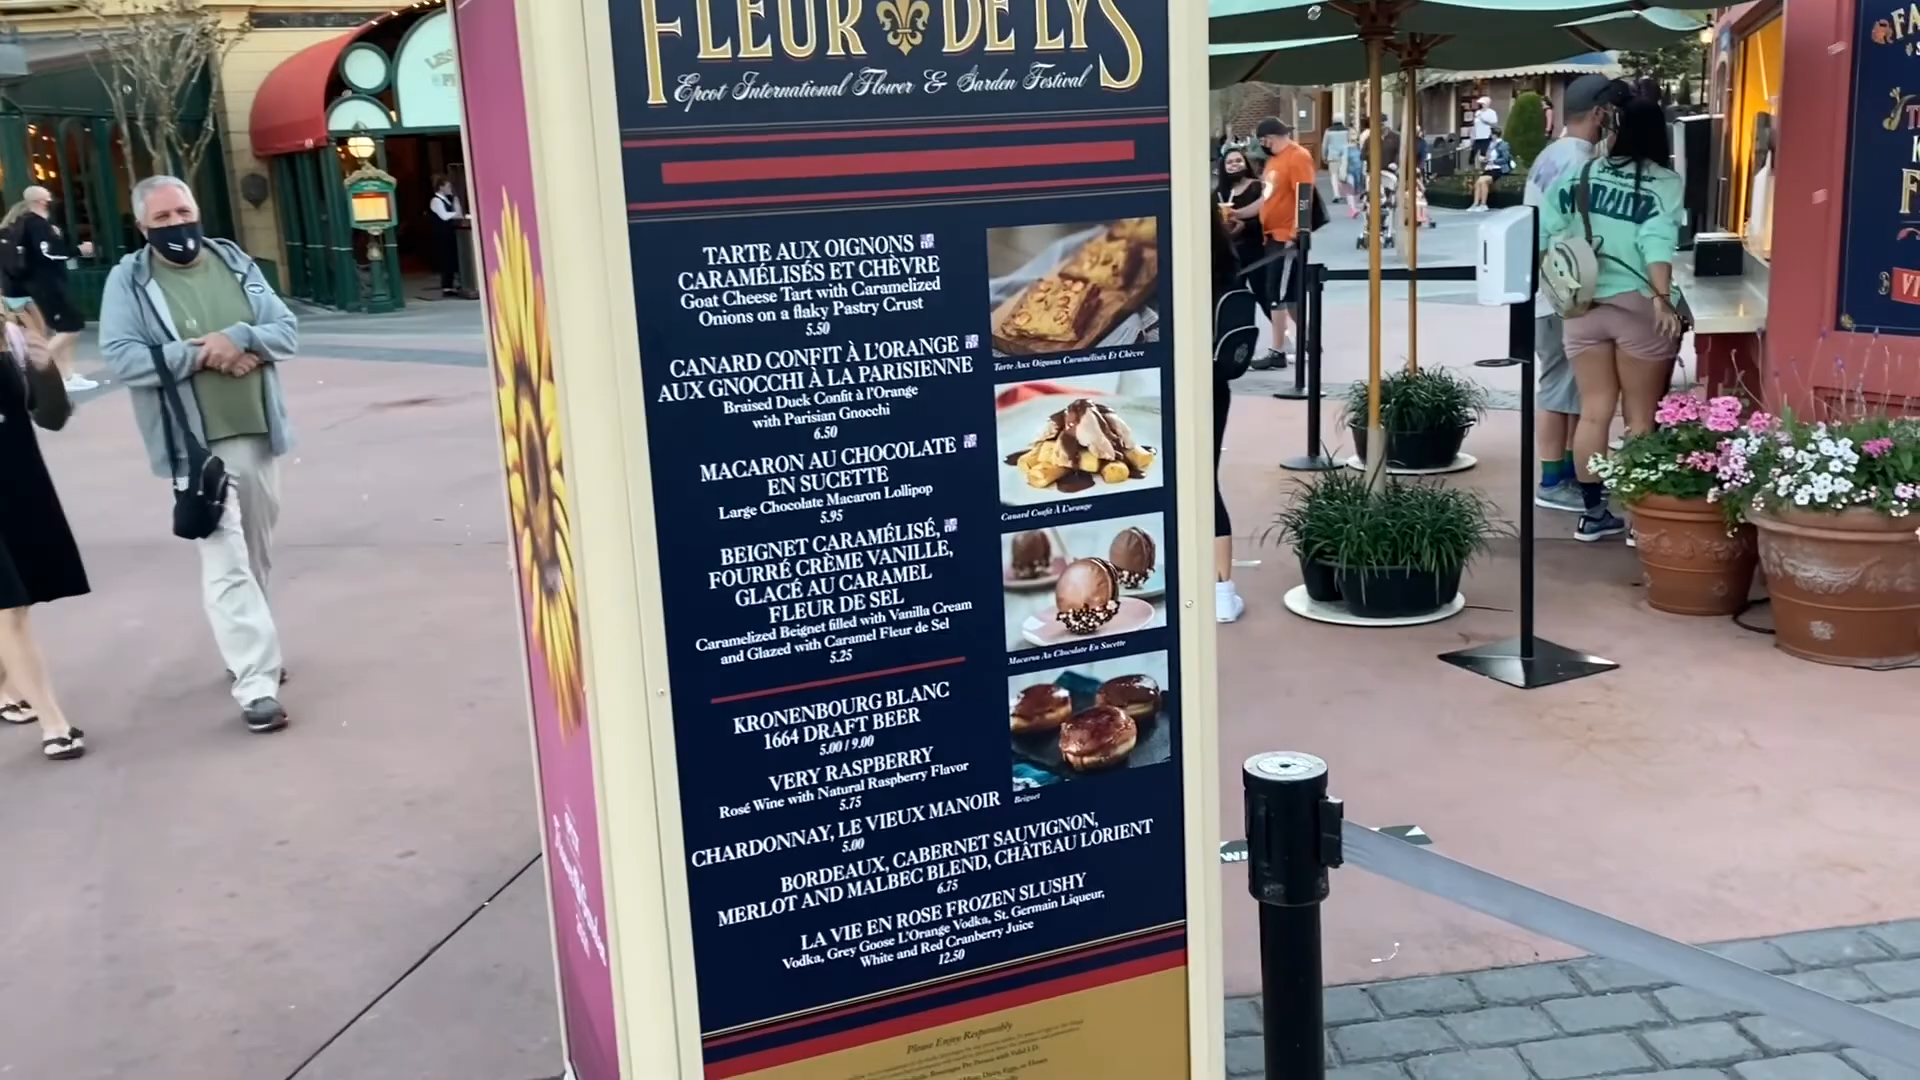 FLEUR DE LYS
Epcot International Flower & Garden Festival
TARTE AUX OIGNONS
CARAMÉLISÉS ET CHÈVRE
Goat Cheese Tart with Caramelized
Onions on a flaky Pastry Crust
5.50
CANARD CONFIT À L'ORANGE
AUX GNOCCHI À LA PARISIENNE
Braised Duck Confit à l'Orange
with Parisian Gnocchi
6.50
MACARON AU CHOCOLATE
EN SUCETTE
Large Chocolate Macaron Lollipop
5.95
BEIGNET CARAMÉLISÉ,
FOURRÉ CRÈME VANILLE,
GLACÉ AU CARAMEL
FLEUR DE SEL
Caramelized Beignet filled with Vanilla Cream
and Glazed with Caramel Fleur de Sel
5.25
KRONENBOURG BLANC
1664 DRAFT BEER
5.00 / 9.00
VERY RASPBERRY
Rosé Wine with Natural Raspberry Flavor
5.75
CHARDONNAY, LE VIEUX MANOIR
5.00
BORDEAUX, CABERNET SAUVIGNON,
MERLOT AND MALBEC BLEND, CHÂTEAU LORIENT
6.75
LA VIE EN ROSE FROZEN SLUSHY
Vodka, Grey Goose L'Orange Vodka, St. Germain Liqueur,
White and Red Cranberry Juice
12.50
Tarte Aux Oignons Caramélisés Et Chèvre
Canard Confit À L'orange
Macaron Au Chocolate En Sucette
Beignet
Please Enjoy Responsibly